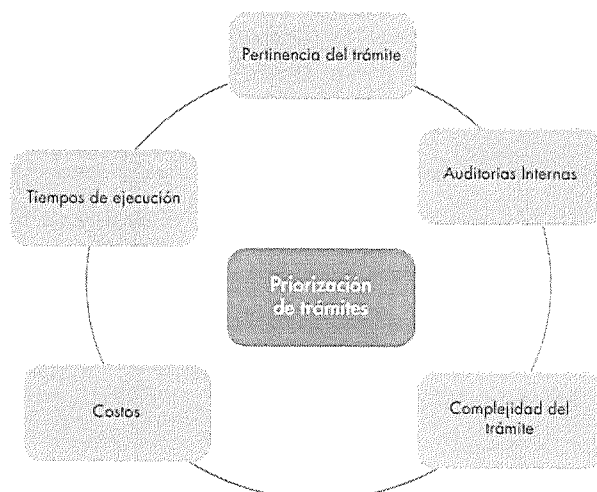 Pertinencia del trámite
Auditorias Internas
Tiempos de ejecución
Priorización
de trámites
Costos
Complejidad del
trámite